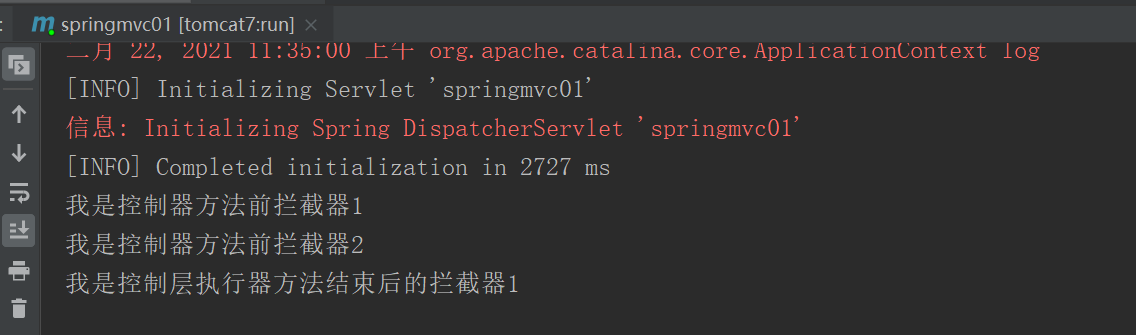 springmvc01 [tomcat7:run]
二月 22, 2021 11:35:00 上午 org.apache.catalina.core.ApplicationContext log
[INFO] Initializing Servlet 'springmvc01'
信息: Initializing Spring DispatcherServlet 'springmvc01'
[INFO] Completed initialization in 2727 ms
我是控制器方法前拦截器1
我是控制器方法前拦截器2
我是控制层执行器方法结束后的拦截器1